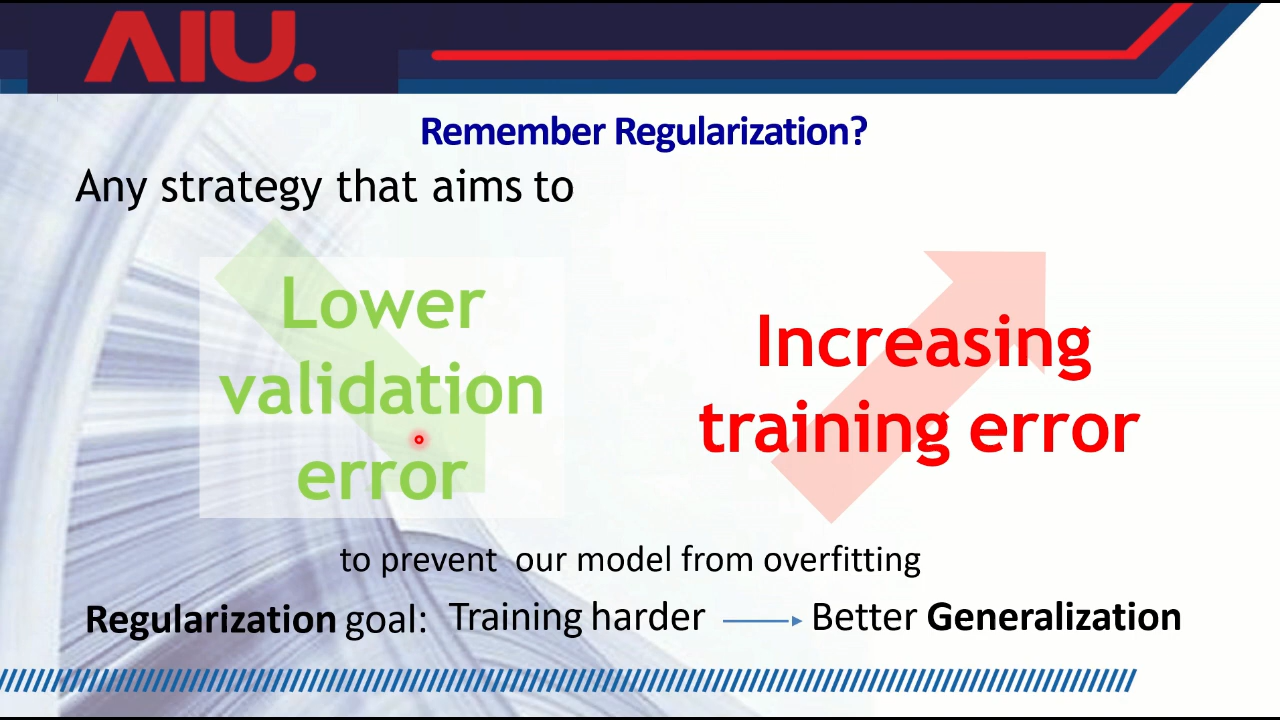 AIU.
Remember Regularization?
Any strategy that aims to
Lower
validation
error
Increasing
training error
to prevent our model from overfitting
Regularization goal: Training harder Better Generalization